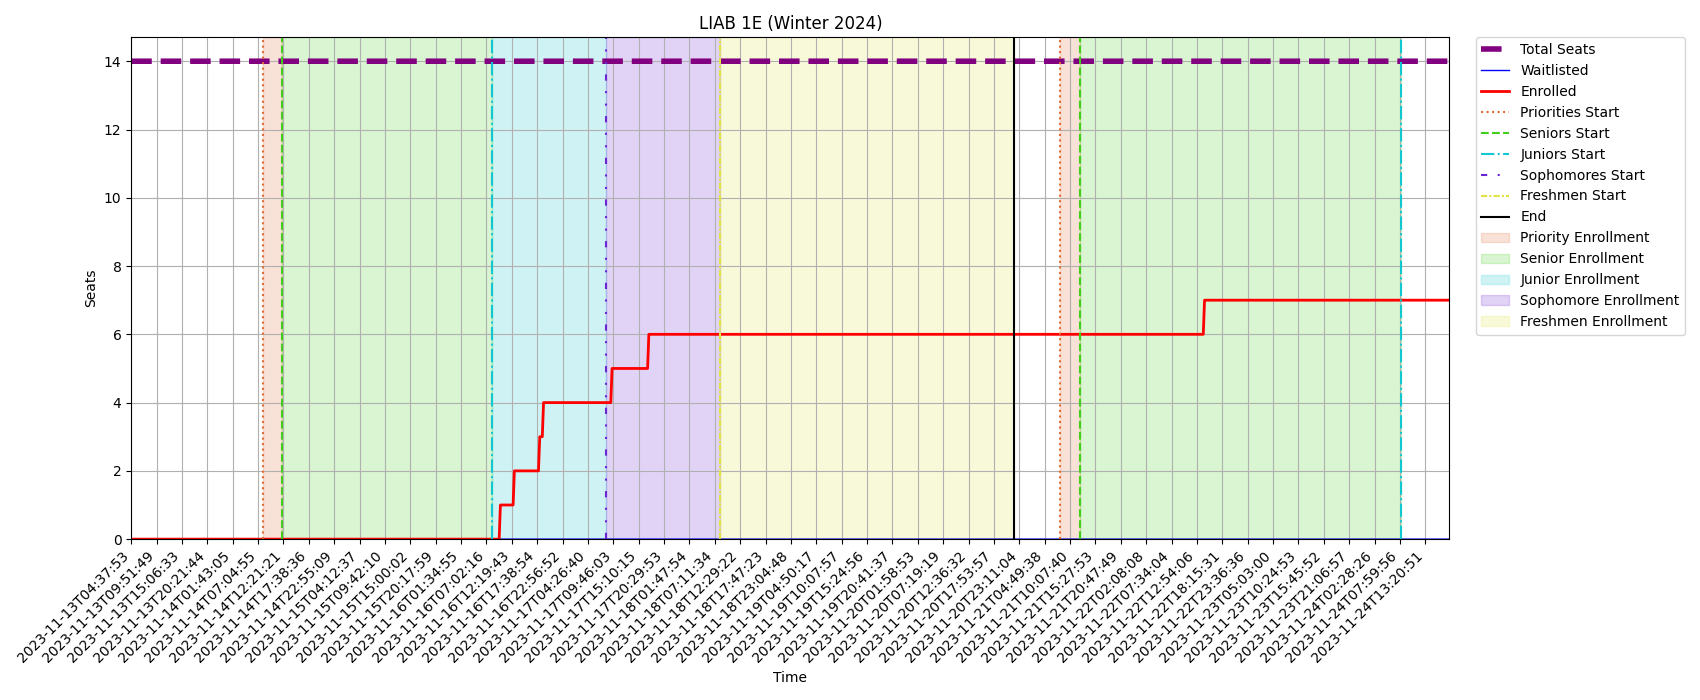 LIAB 1E (Winter 2024)
Seats
14
12
10
8
6
4
2
0
2023-11-13T04:37:53
2023-11-13T09:51:49
2023-11-13T15:06:33
2023-11-13T20:21:44
2023-11-14T01:43:05
2023-11-14T07:04:55
2023-11-14T12:21:21
2023-11-14T17:38:36
2023-11-14T22:55:09
2023-11-15T04:12:37
2023-11-15T09:42:10
2023-11-15T15:00:02
2023-11-15T20:17:59
2023-11-16T01:34:55
2023-11-16T07:02:16
2023-11-16T12:19:43
2023-11-16T17:38:54
2023-11-16T22:56:52
2023-11-17T04:26:40
2023-11-17T09:46:03
2023-11-17T15:10:15
2023-11-17T20:29:53
2023-11-18T01:47:54
2023-11-18T07:11:34
2023-11-18T12:29:22
2023-11-18T17:47:23
2023-11-18T23:04:48
2023-11-19T04:50:17
2023-11-19T10:07:57
2023-11-19T15:24:56
2023-11-19T20:41:37
2023-11-20T01:58:53
2023-11-20T07:19:19
2023-11-20T12:36:32
2023-11-20T17:53:57
2023-11-20T23:11:04
2023-11-21T04:49:38
2023-11-21T10:07:40
2023-11-21T15:27:53
2023-11-21T20:47:49
2023-11-22T02:08:08
2023-11-22T07:34:04
2023-11-22T12:54:06
2023-11-22T18:15:31
2023-11-22T23:36:36
2023-11-23T05:03:00
2023-11-23T10:24:53
2023-11-23T15:45:52
2023-11-23T21:06:57
2023-11-24T02:28:26
2023-11-24T07:59:56
2023-11-24T13:20:51
Time
Total Seats
Waitlisted
Enrolled
Priorities Start
Seniors Start
Juniors Start
Sophomores Start
Freshmen Start
End
Priority Enrollment
Senior Enrollment
Junior Enrollment
Sophomore Enrollment
Freshmen Enrollment